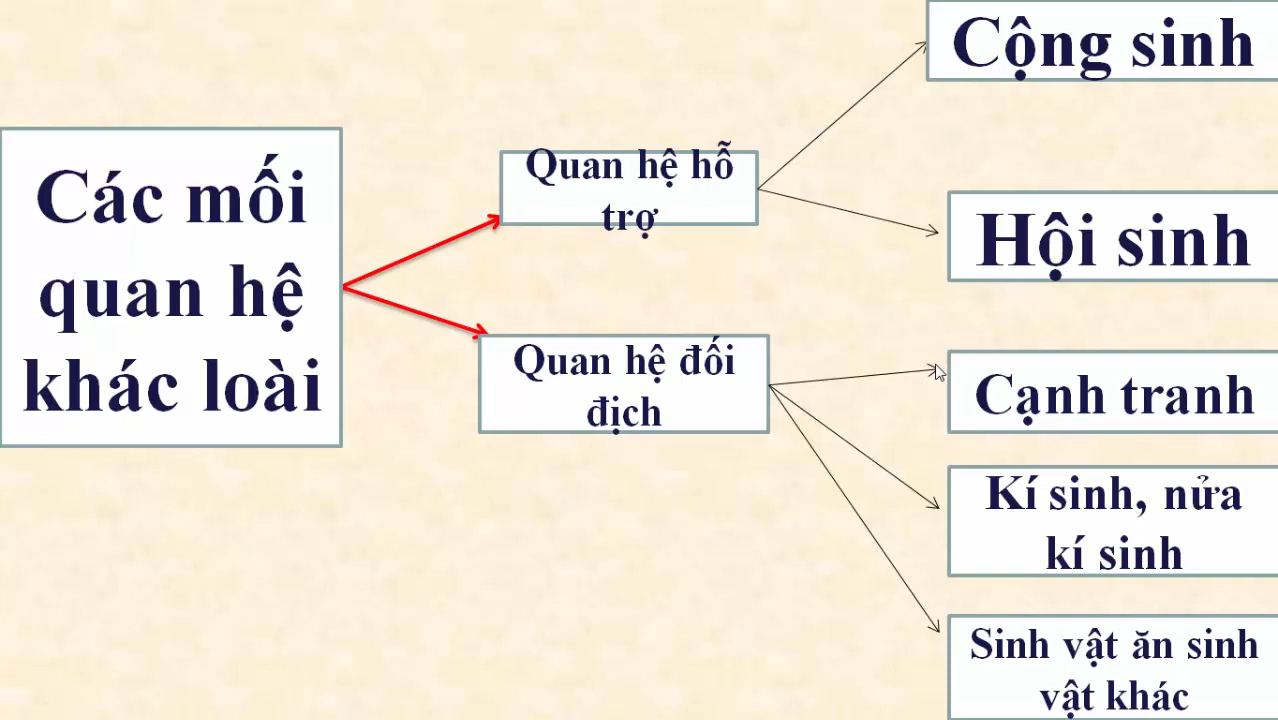 Các mối
quan hệ
khác loài
Quan hệ hỗ
trợ
Cộng sinh
Hội sinh
Quan hệ đối
địch
Cạnh tranh
Kí sinh, nửa
kí sinh
Sinh vật ăn sinh
vật khác